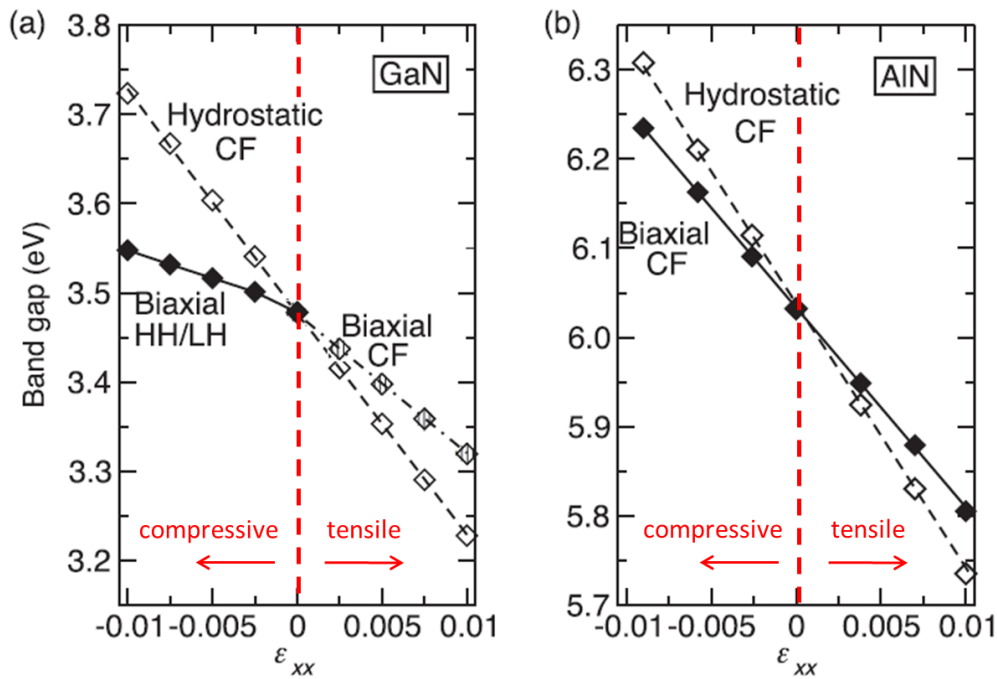 (a)
GaN
Hydrostatic
CF
Biaxial
HH/LH
Biaxial
CF
compressive
tensile
Band gap (eV)
3.8
3.7
3.6
3.5
3.4
3.3
3.2
-0.01
-0.005
0
0.005
0.01
εxx
(b)
AlN
Hydrostatic
CF
Biaxial
CF
compressive
tensile
6.3
6.2
6.1
6.0
5.9
5.8
5.7
-0.01
-0.005
0
0.005
0.01
εxx